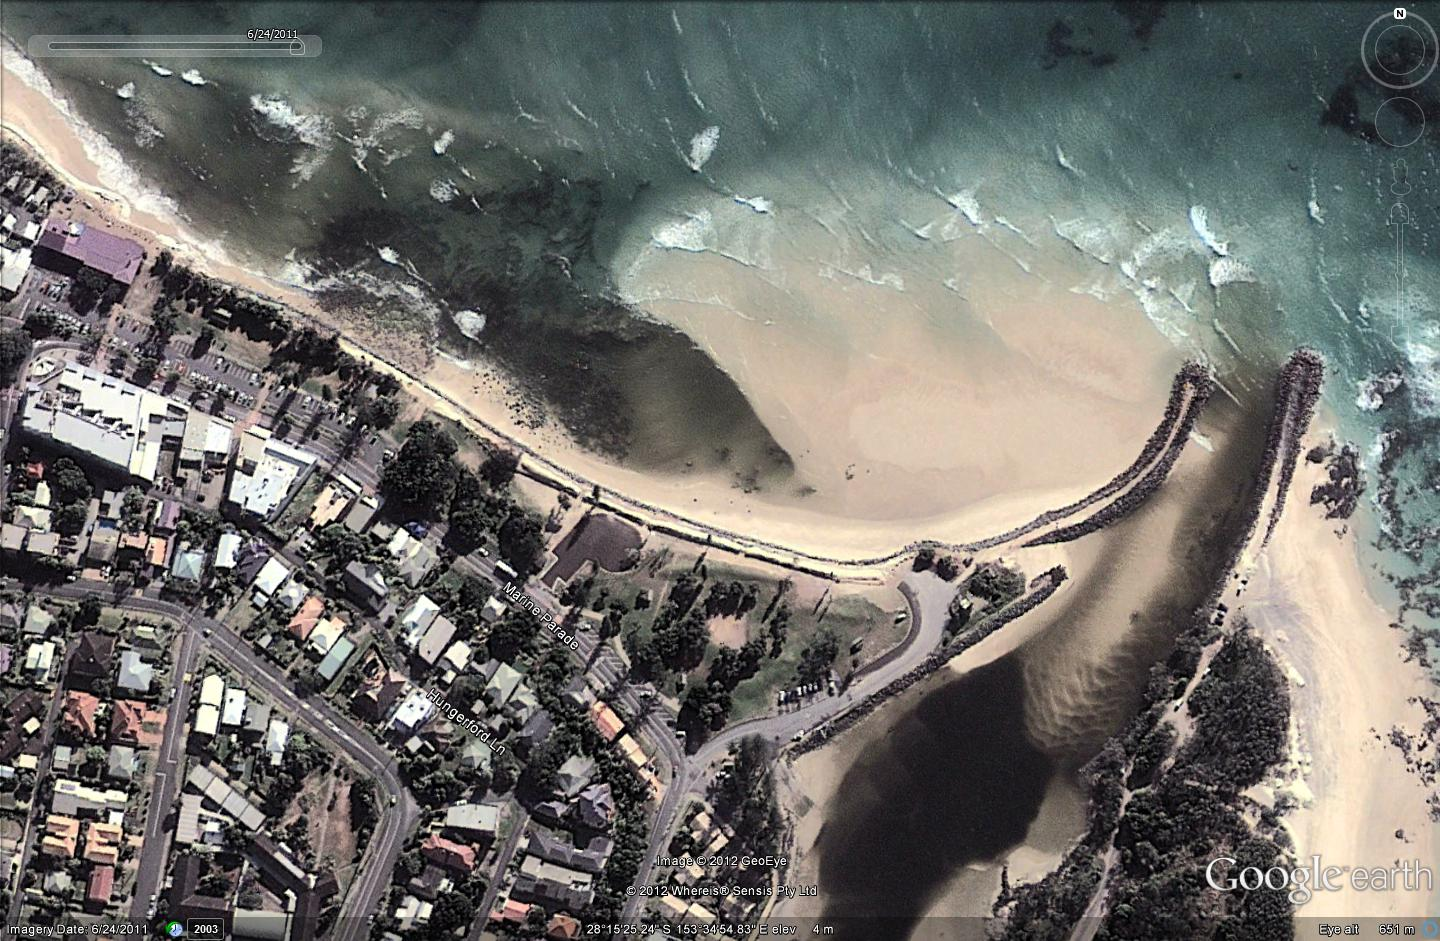 N
6/24/2011
Marine Parade
Hungerford Ln
Image © 2012 GeoEye
© 2012 Whereis® Sensis Pty Ltd
Google earth
Imagery Date: 6/24/2011 2003 28°15'25.24" S 153°34'54.83" E elev 4 m Eye alt 651 m